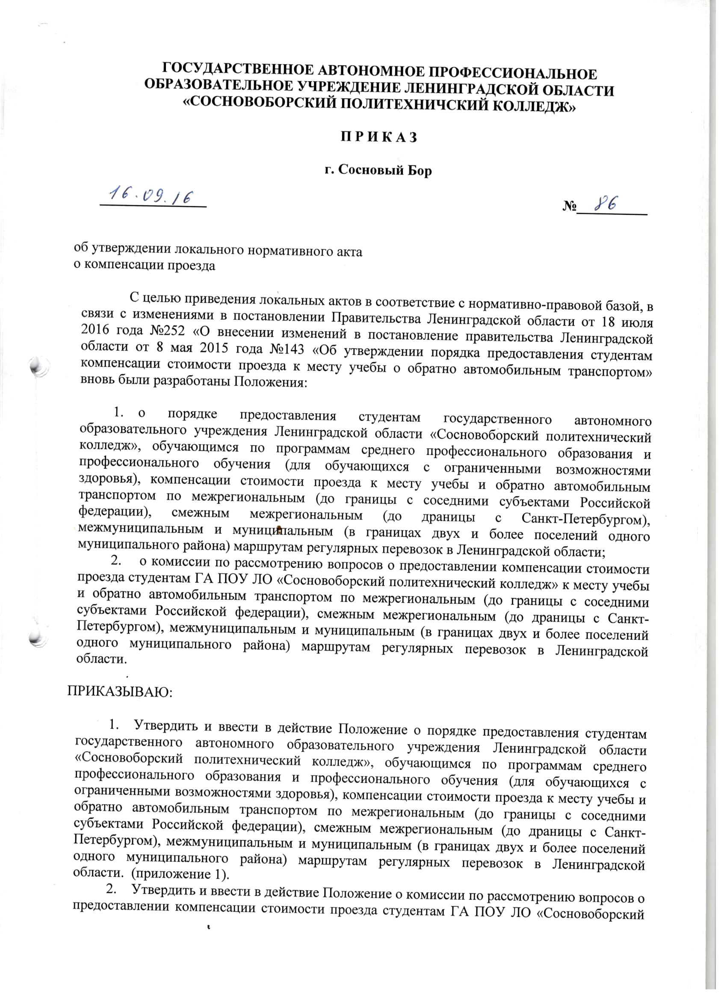 ГОСУДАРСТВЕННОЕ АВТОНОМНОЕ ПРОФЕССИОНАЛЬНОЕ
ОБРАЗОВАТЕЛЬНОЕ УЧРЕЖДЕНИЕ ЛЕНИНГРАДСКОЙ ОБЛАСТИ
«СОСНОВОБОРСКИЙ ПОЛИТЕХНИЧСКИЙ КОЛЛЕДЖ»
П Р И К А З
г. Сосновый Бор
16.09.16
№ 86
об утверждении локального нормативного акта
о компенсации проезда
С целью приведения локальных актов в соответствие с нормативно-правовой базой, в
связи с изменениями в постановлении Правительства Ленинградской области от 18 июля
2016 года №252 «О внесении изменений в постановление правительства Ленинградской
области от 8 мая 2015 года №143 «Об утверждении порядка предоставления студентам
компенсации стоимости проезда к месту учебы о обратно автомобильным транспортом»
вновь были разработаны Положения:
1. о порядке предоставления студентам государственного автономного
образовательного учреждения Ленинградской области «Сосновоборский политехнический
колледж», обучающимся по программам среднего профессионального образования и
профессионального обучения (для обучающихся с ограниченными возможностями
здоровья), компенсации стоимости проезда к месту учебы и обратно автомобильным
транспортом по межрегиональным (до границы с соседними субъектами Российской
федерации), смежным межрегиональным (до драницы с Санкт-Петербургом),
межмуниципальным и муниципальным (в границах двух и более поселений одного
муниципального района) маршрутам регулярных перевозок в Ленинградской области;
2. о комиссии по рассмотрению вопросов о предоставлении компенсации стоимости
проезда студентам ГА ПОУ ЛО «Сосновоборский политехнический колледж» к месту учебы
и обратно автомобильным транспортом по межрегиональным (до границы с соседними
субъектами Российской федерации), смежным межрегиональным (до драницы с Санкт-
Петербургом), межмуниципальным и муниципальным (в границах двух и более поселений
одного муниципального района) маршрутам регулярных перевозок в Ленинградской
области.
ПРИКАЗЫВАЮ:
1. Утвердить и ввести в действие Положение о порядке предоставления студентам
государственного автономного образовательного учреждения Ленинградской области
«Сосновоборский политехнический колледж», обучающимся по программам среднего
профессионального образования и профессионального обучения (для обучающихся с
ограниченными возможностями здоровья), компенсации стоимости проезда к месту учебы и
обратно автомобильным транспортом по межрегиональным (до границы с соседними
субъектами Российской федерации), смежным межрегиональным (до драницы с Санкт-
Петербургом), межмуниципальным и муниципальным (в границах двух и более поселений
одного муниципального района) маршрутам регулярных перевозок в Ленинградской
области. (приложение 1).
2. Утвердить и ввести в действие Положение о комиссии по рассмотрению вопросов о
предоставлении компенсации стоимости проезда студентам ГА ПОУ ЛО «Сосновоборский